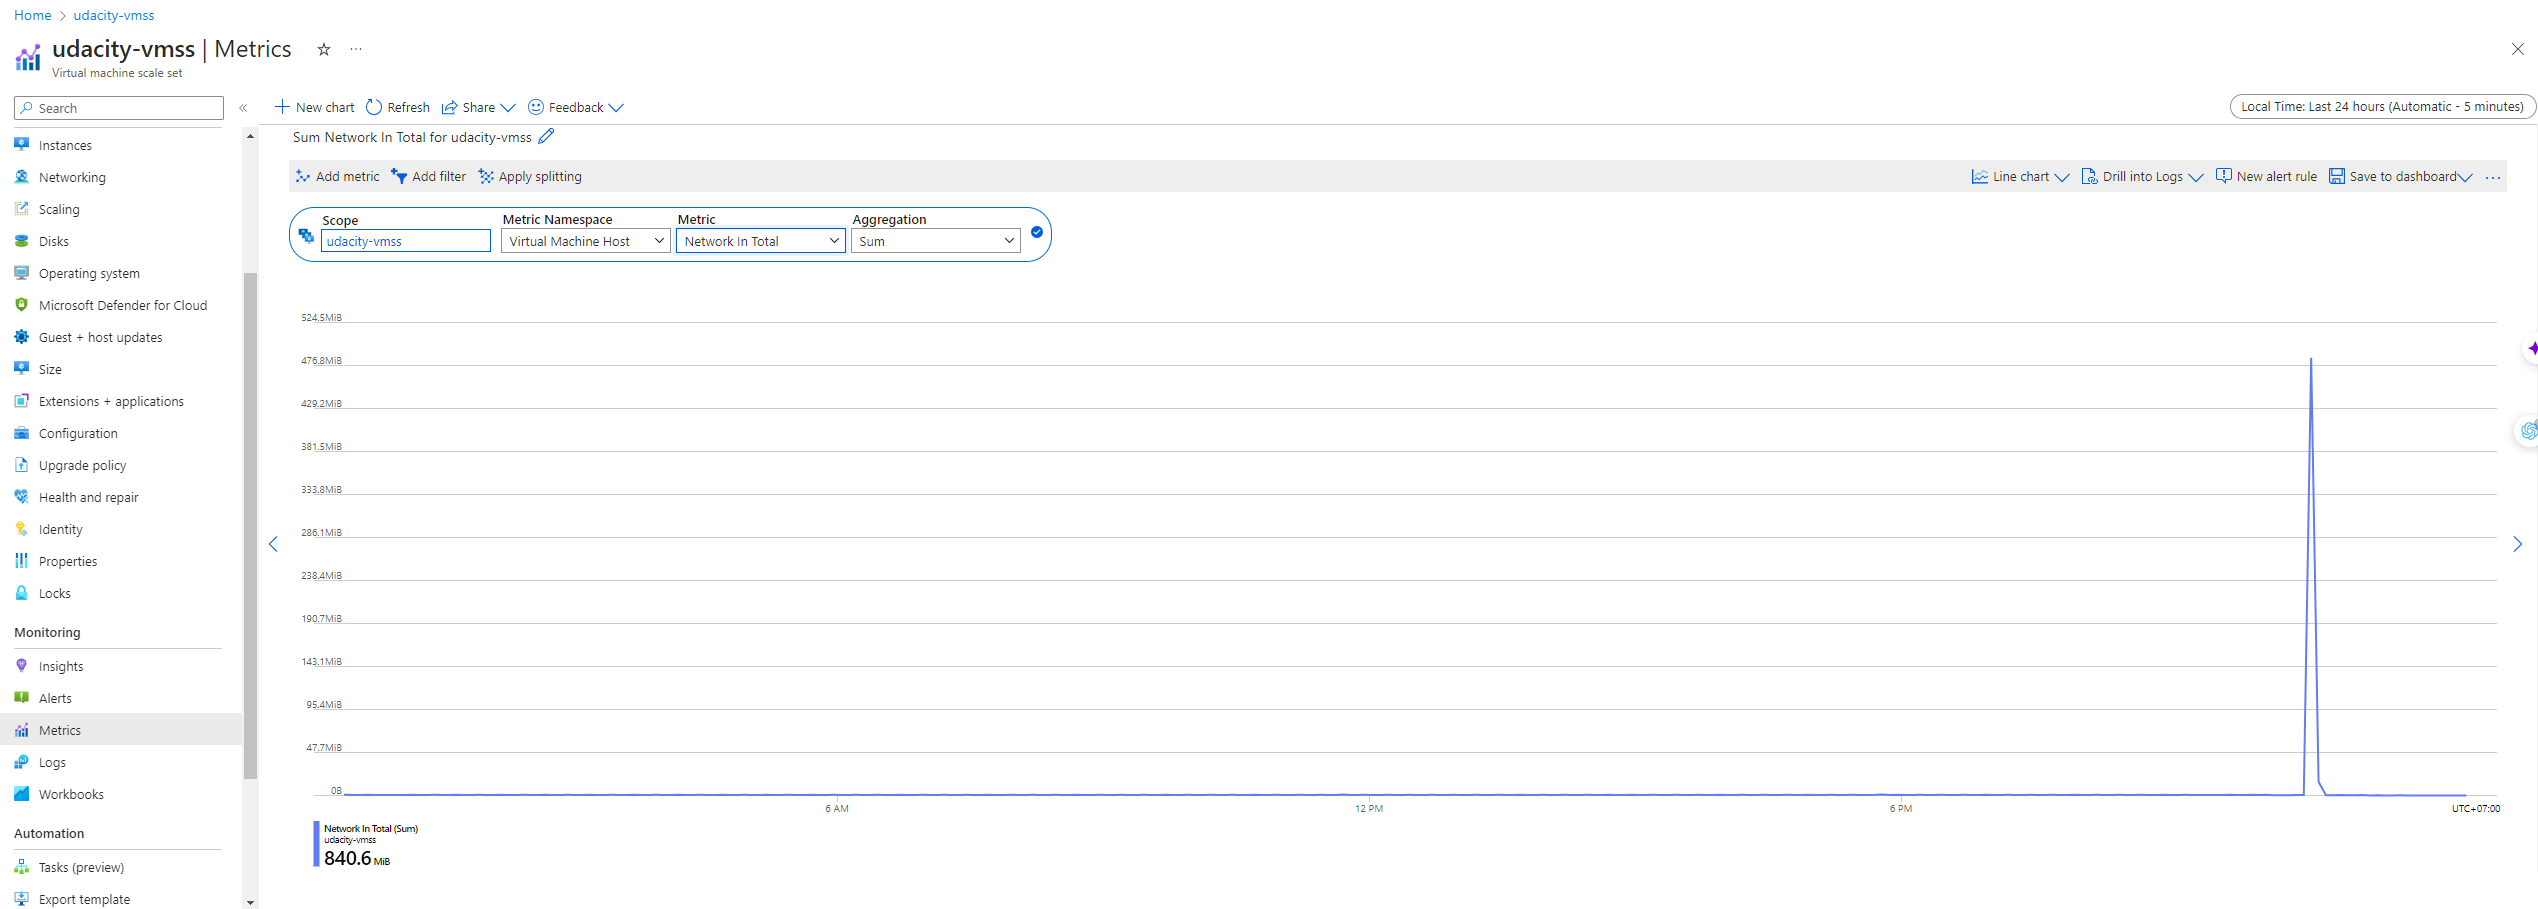 Home > udacity-vmss
udacity-vmss | Metrics
Virtual machine scale set
Search
Instances
Networking
Scaling
Disks
Operating system
Microsoft Defender for Cloud
Guest + host updates
Size
Extensions + applications
Configuration
Upgrade policy
Health and repair
Identity
Properties
Locks
Monitoring
Insights
Alerts
Metrics
Logs
Workbooks
Automation
Tasks (preview)
Export template
New chart Refresh Share Feedback
Local Time: Last 24 hours (Automatic - 5 minutes)
Sum Network In Total for udacity-vmss
Add metric Add filter Apply splitting
Line chart Drill into Logs New alert rule Save to dashboard
Scope Metric Namespace Metric Aggregation
udacity-vmss Virtual Machine Host Network In Total Sum
524.5MiB
476.8MiB
429.2MiB
381.5MiB
333.8MiB
286.1MiB
238.4MiB
190.7MiB
143.1MiB
95.4MiB
47.7MiB
0B
6 AM 12 PM 6 PM UTC+07:00
Network In Total (Sum)
udacity-vmss
840.6 MiB